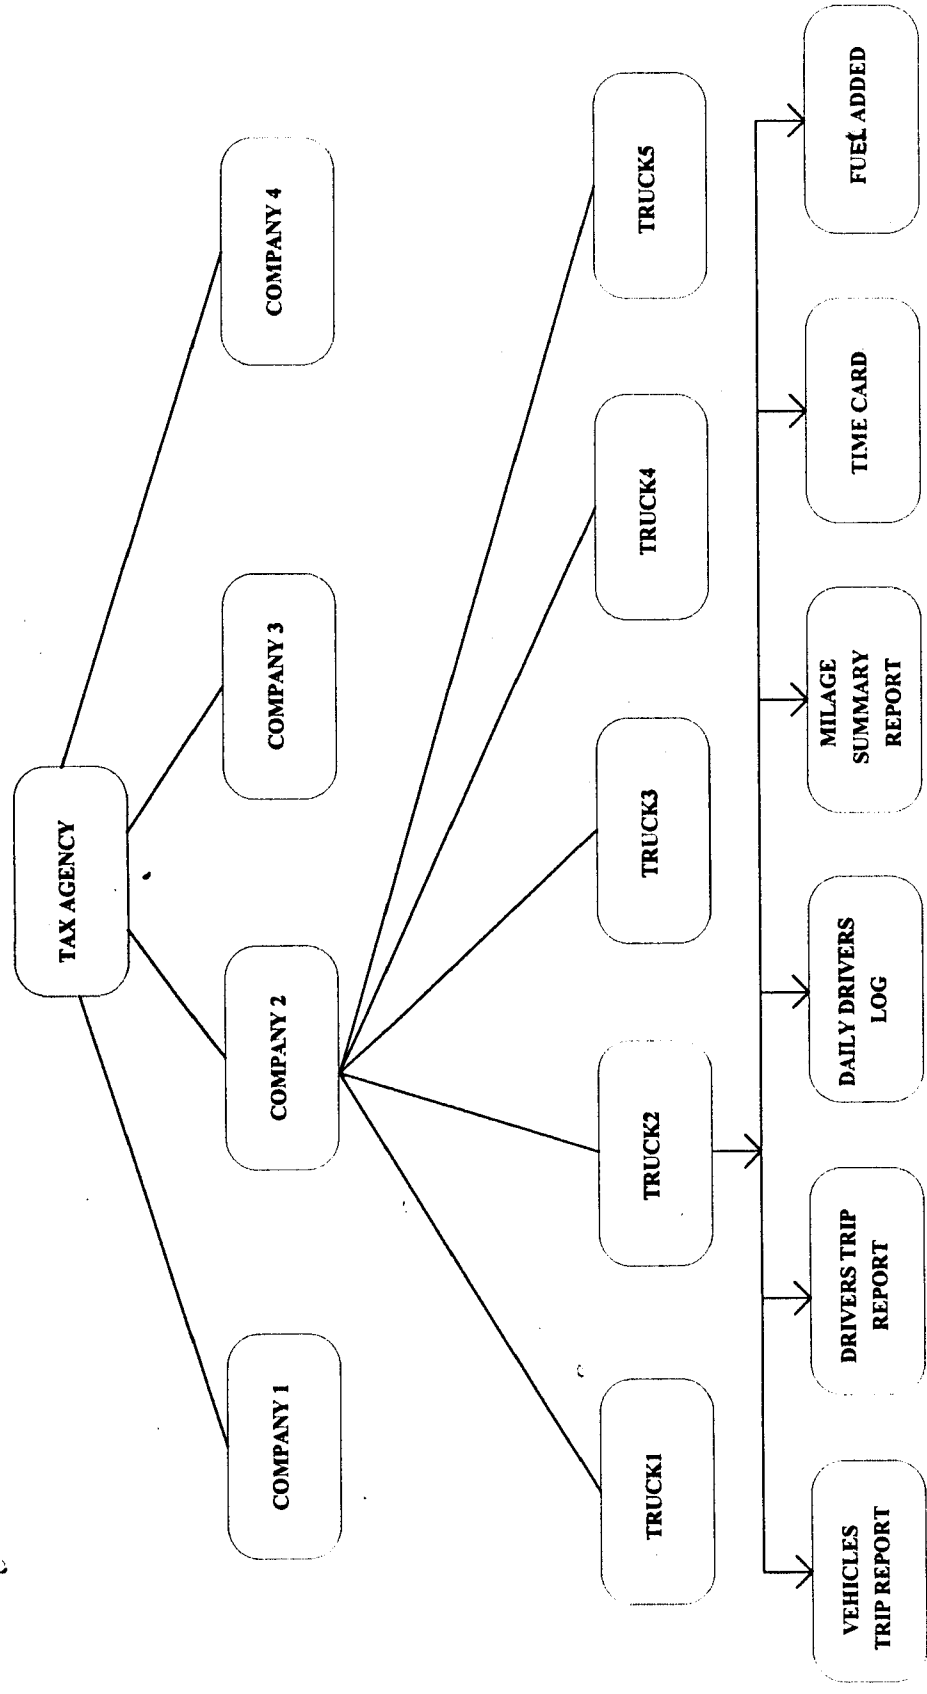 TAX AGENCY
COMPANY 1
COMPANY 2
COMPANY 3
COMPANY 4
TRUCK1
TRUCK2
TRUCK3
TRUCK4
TRUCK5
VEHICLES
TRIP REPORT
DRIVERS TRIP
REPORT
DAILY DRIVERS
LOG
MILAGE
SUMMARY
REPORT
TIME CARD
FUEL ADDED